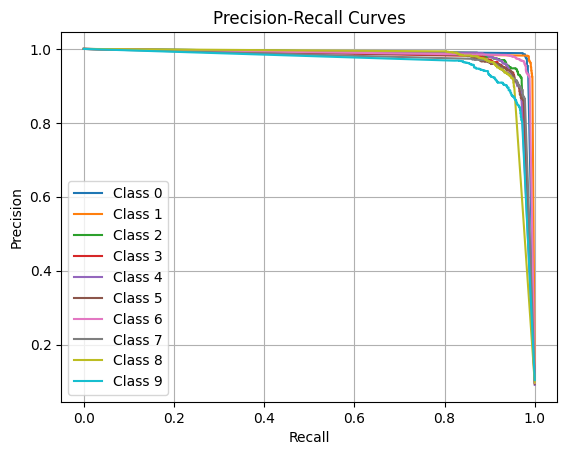 Precision-Recall Curves
1.0
0.8
0.6
0.4
0.2
Precision
Class 0
Class 1
Class 2
Class 3
Class 4
Class 5
Class 6
Class 7
Class 8
Class 9
0.0 0.2 0.4 0.6 0.8 1.0
Recall